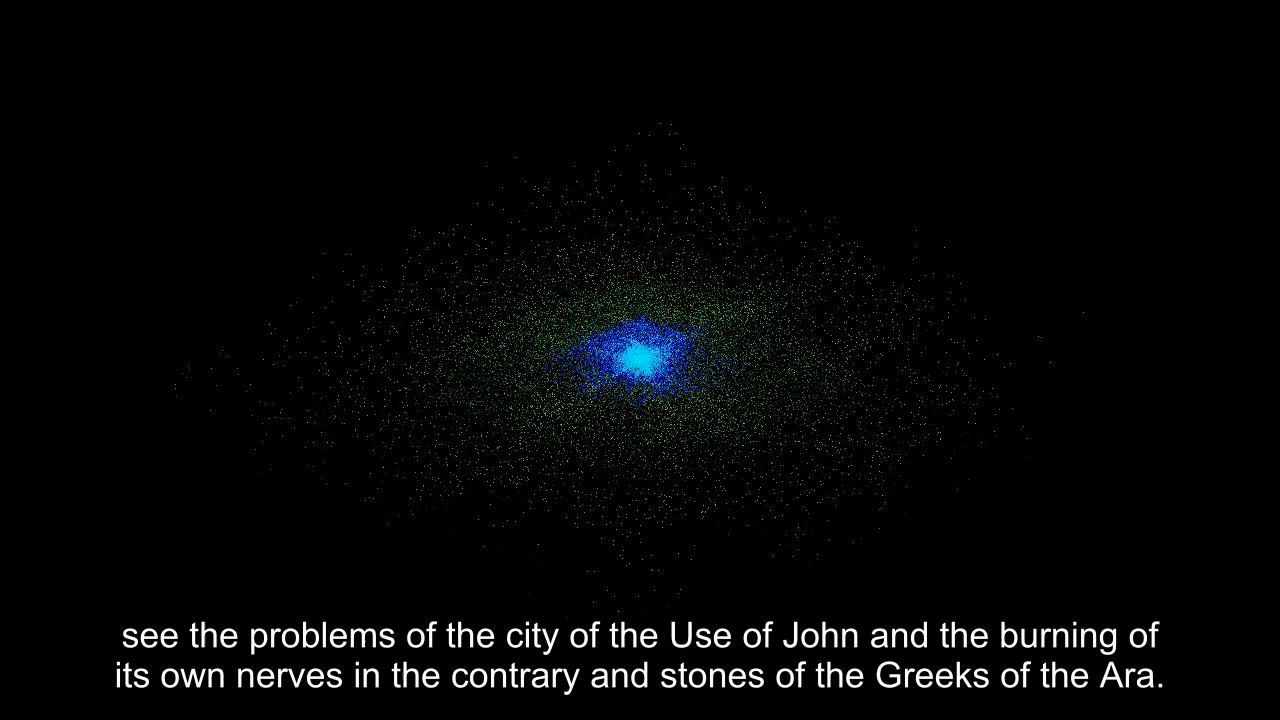 see the problems of the city of the Use of John and the burning of
its own nerves in the contrary and stones of the Greeks of the Ara.